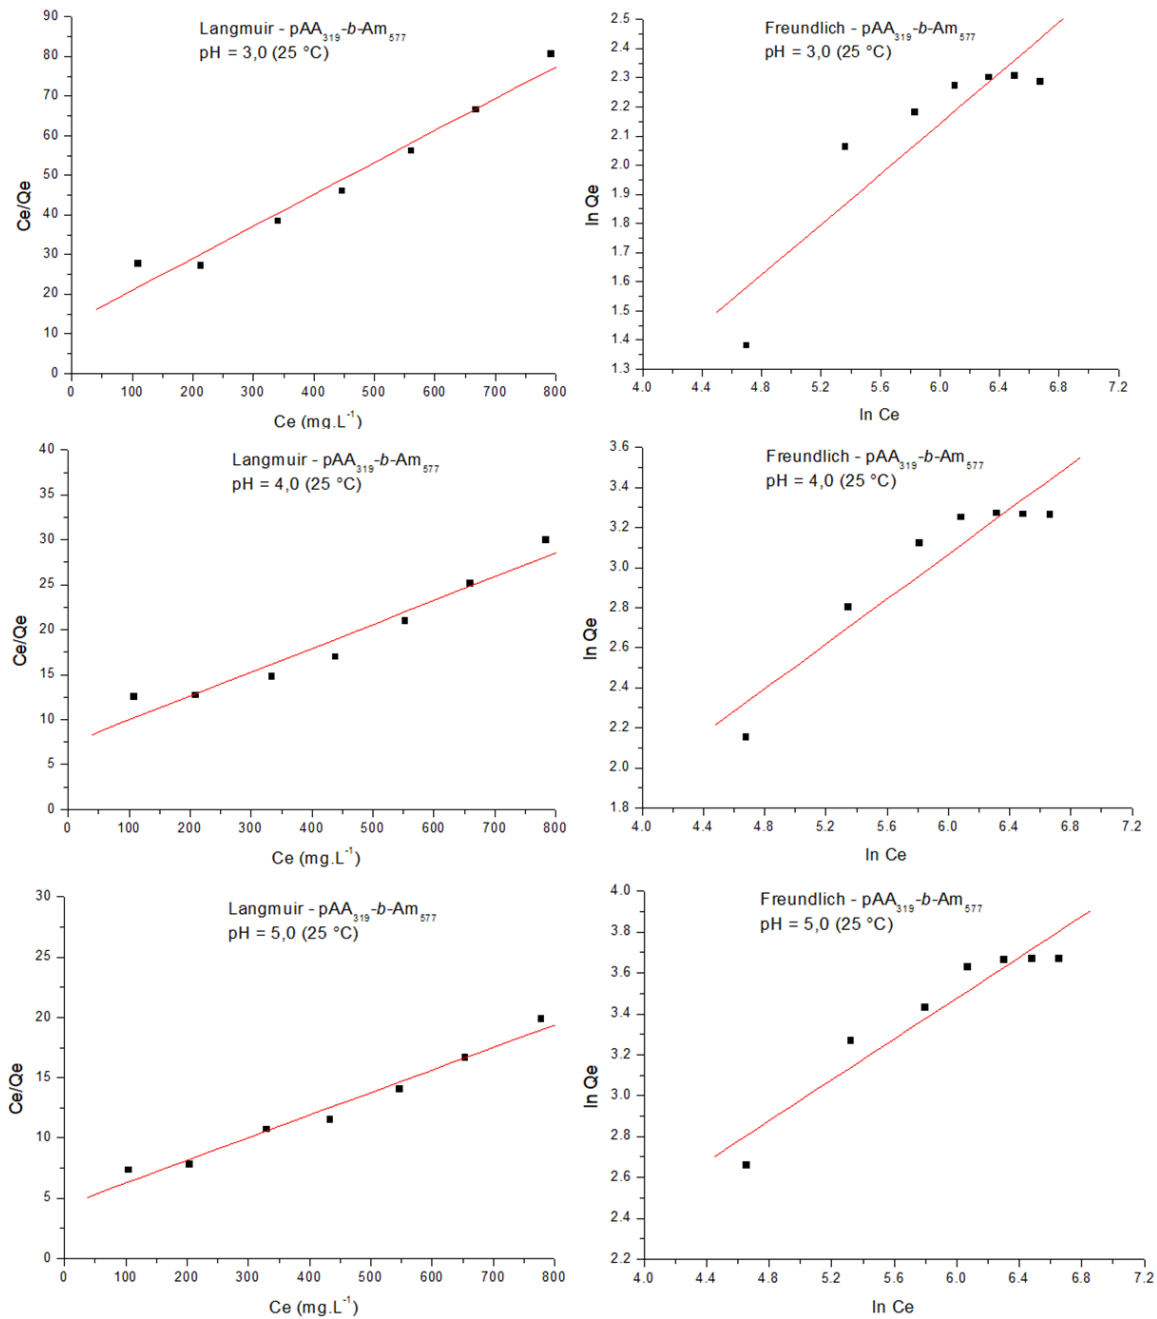 Langmuir - pAA319-b-Am577
pH = 3,0 (25 °C)
90
80
70
60
50
40
30
20
10
0
Ce/Qe
0 100 200 300 400 500 600 700 800
Ce (mg.L-1)
Freundlich - pAA319-b-Am577
pH = 3,0 (25 °C)
2.5
2.4
2.3
2.2
2.1
2.0
1.9
1.8
1.7
1.6
1.5
1.4
1.3
ln Qe
4.0 4.4 4.8 5.2 5.6 6.0 6.4 6.8 7.2
ln Ce
Langmuir - pAA319-b-Am577
pH = 4,0 (25 °C)
40
35
30
25
20
15
10
5
0
Ce/Qe
0 100 200 300 400 500 600 700 800
Ce (mg.L-1)
Freundlich - pAA319-b-Am577
pH = 4,0 (25 °C)
3.6
3.4
3.2
3.0
2.8
2.6
2.4
2.2
2.0
1.8
ln Qe
4.0 4.4 4.8 5.2 5.6 6.0 6.4 6.8 7.2
ln Ce
Langmuir - pAA319-b-Am577
pH = 5,0 (25 °C)
30
25
20
15
10
5
0
Ce/Qe
0 100 200 300 400 500 600 700 800
Ce (mg.L-1)
Freundlich - pAA319-b-Am577
pH = 5,0 (25 °C)
4.0
3.8
3.6
3.4
3.2
3.0
2.8
2.6
2.4
2.2
ln Qe
4.0 4.4 4.8 5.2 5.6 6.0 6.4 6.8 7.2
ln Ce